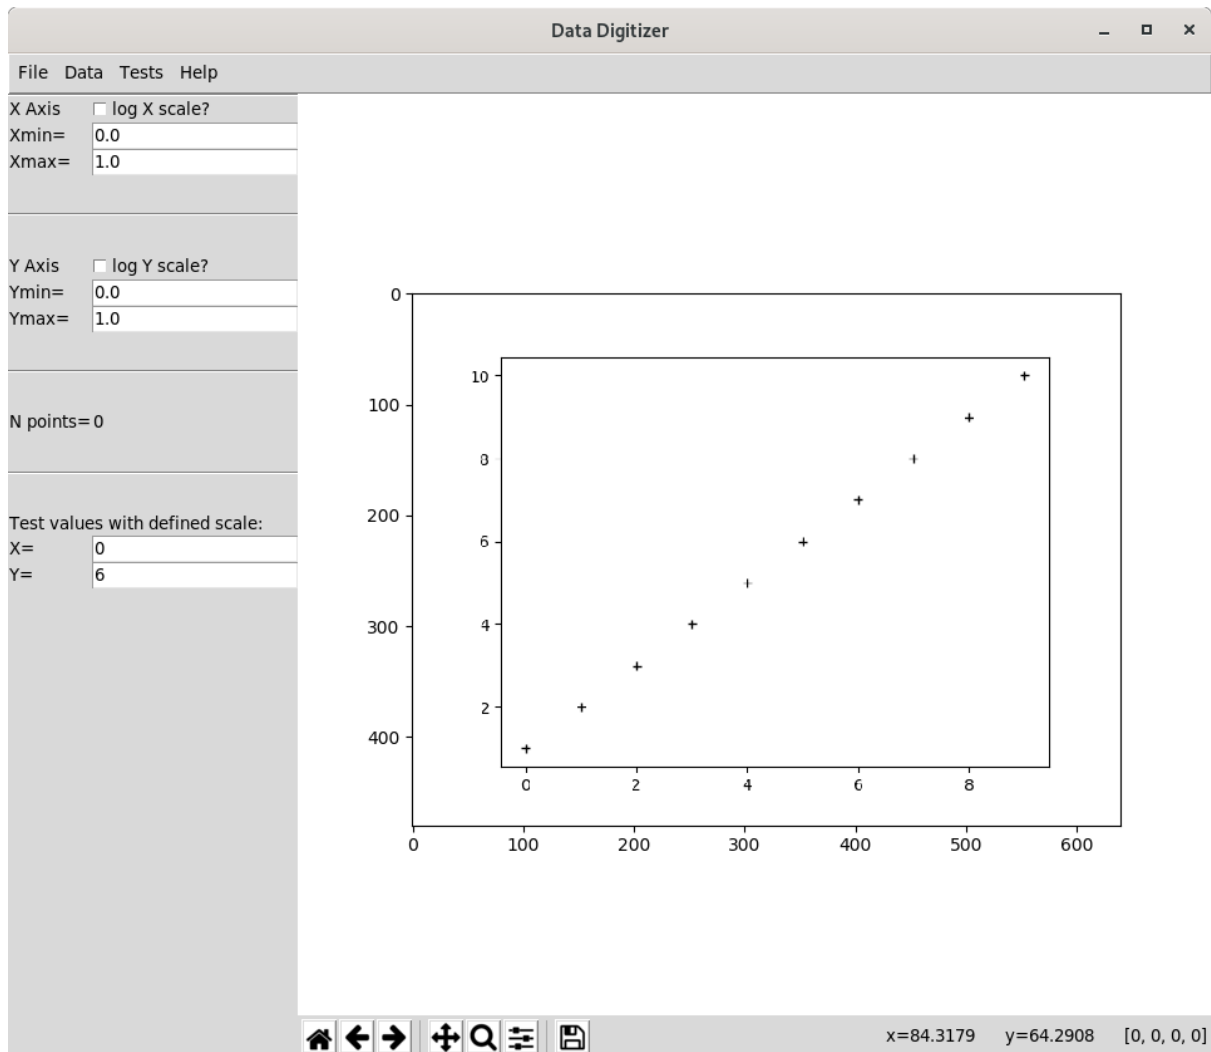 Data Digitizer
File Data Tests Help
X Axis log X scale?
Xmin= 0.0
Xmax= 1.0
Y Axis log Y scale?
Ymin= 0.0
Ymax= 1.0
N points= 0
Test values with defined scale:
X= 0
Y= 6
0
100
200
300
400
10
8
6
4
2
0 2 4 6 8
0 100 200 300 400 500 600
x=84.3179 y=64.2908 [0, 0, 0, 0]